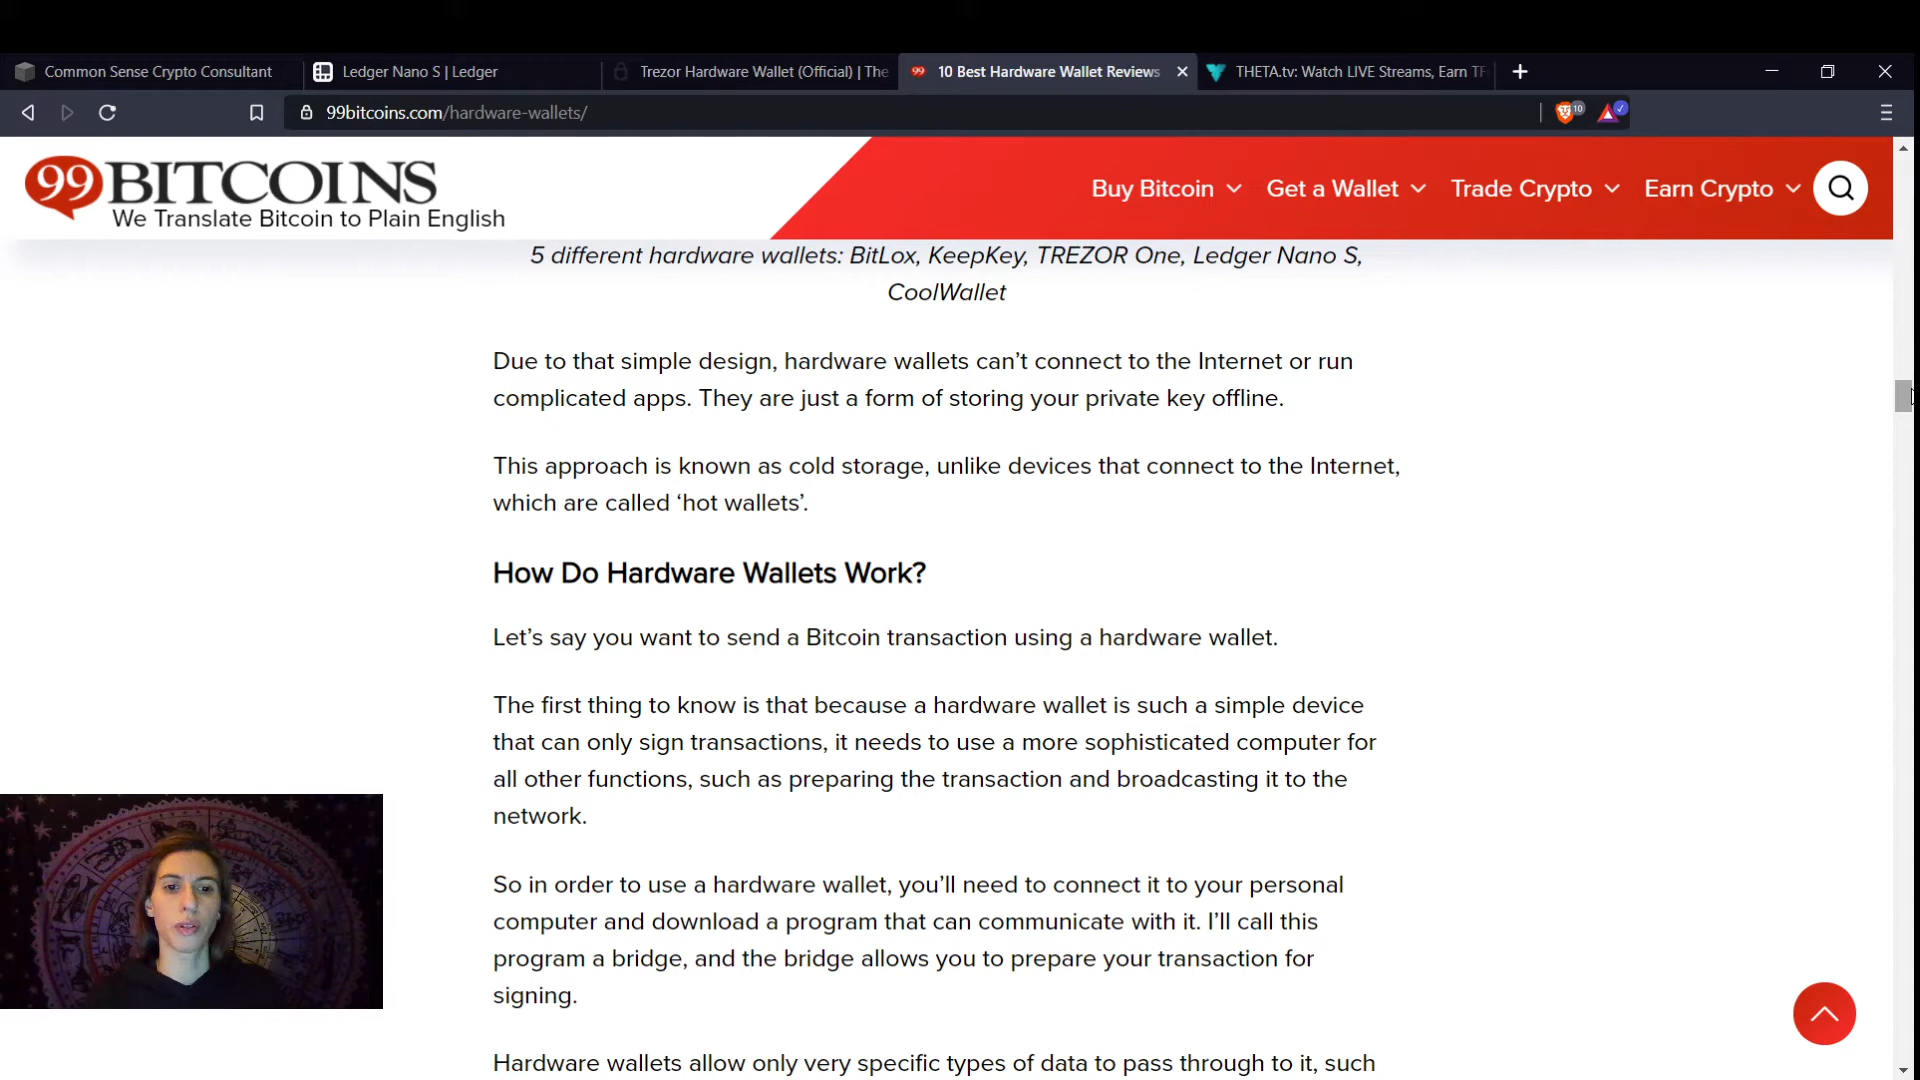 Common Sense Crypto Consultant
Ledger Nano S | Ledger
Trezor Hardware Wallet (Official) | The
99 10 Best Hardware Wallet Reviews
THETA.tv: Watch LIVE Streams, Earn TF
99bitcoins.com/hardware-wallets/
10
99BITCOINS
We Translate Bitcoin to Plain English
Buy Bitcoin
Get a Wallet
Trade Crypto
Earn Crypto
5 different hardware wallets: BitLox, KeepKey, TREZOR One, Ledger Nano S,
CoolWallet
Due to that simple design, hardware wallets can’t connect to the Internet or run
complicated apps. They are just a form of storing your private key offline.
This approach is known as cold storage, unlike devices that connect to the Internet,
which are called ‘hot wallets’.
How Do Hardware Wallets Work?
Let’s say you want to send a Bitcoin transaction using a hardware wallet.
The first thing to know is that because a hardware wallet is such a simple device
that can only sign transactions, it needs to use a more sophisticated computer for
all other functions, such as preparing the transaction and broadcasting it to the
network.
So in order to use a hardware wallet, you’ll need to connect it to your personal
computer and download a program that can communicate with it. I’ll call this
program a bridge, and the bridge allows you to prepare your transaction for
signing.
Hardware wallets allow only very specific types of data to pass through to it, such